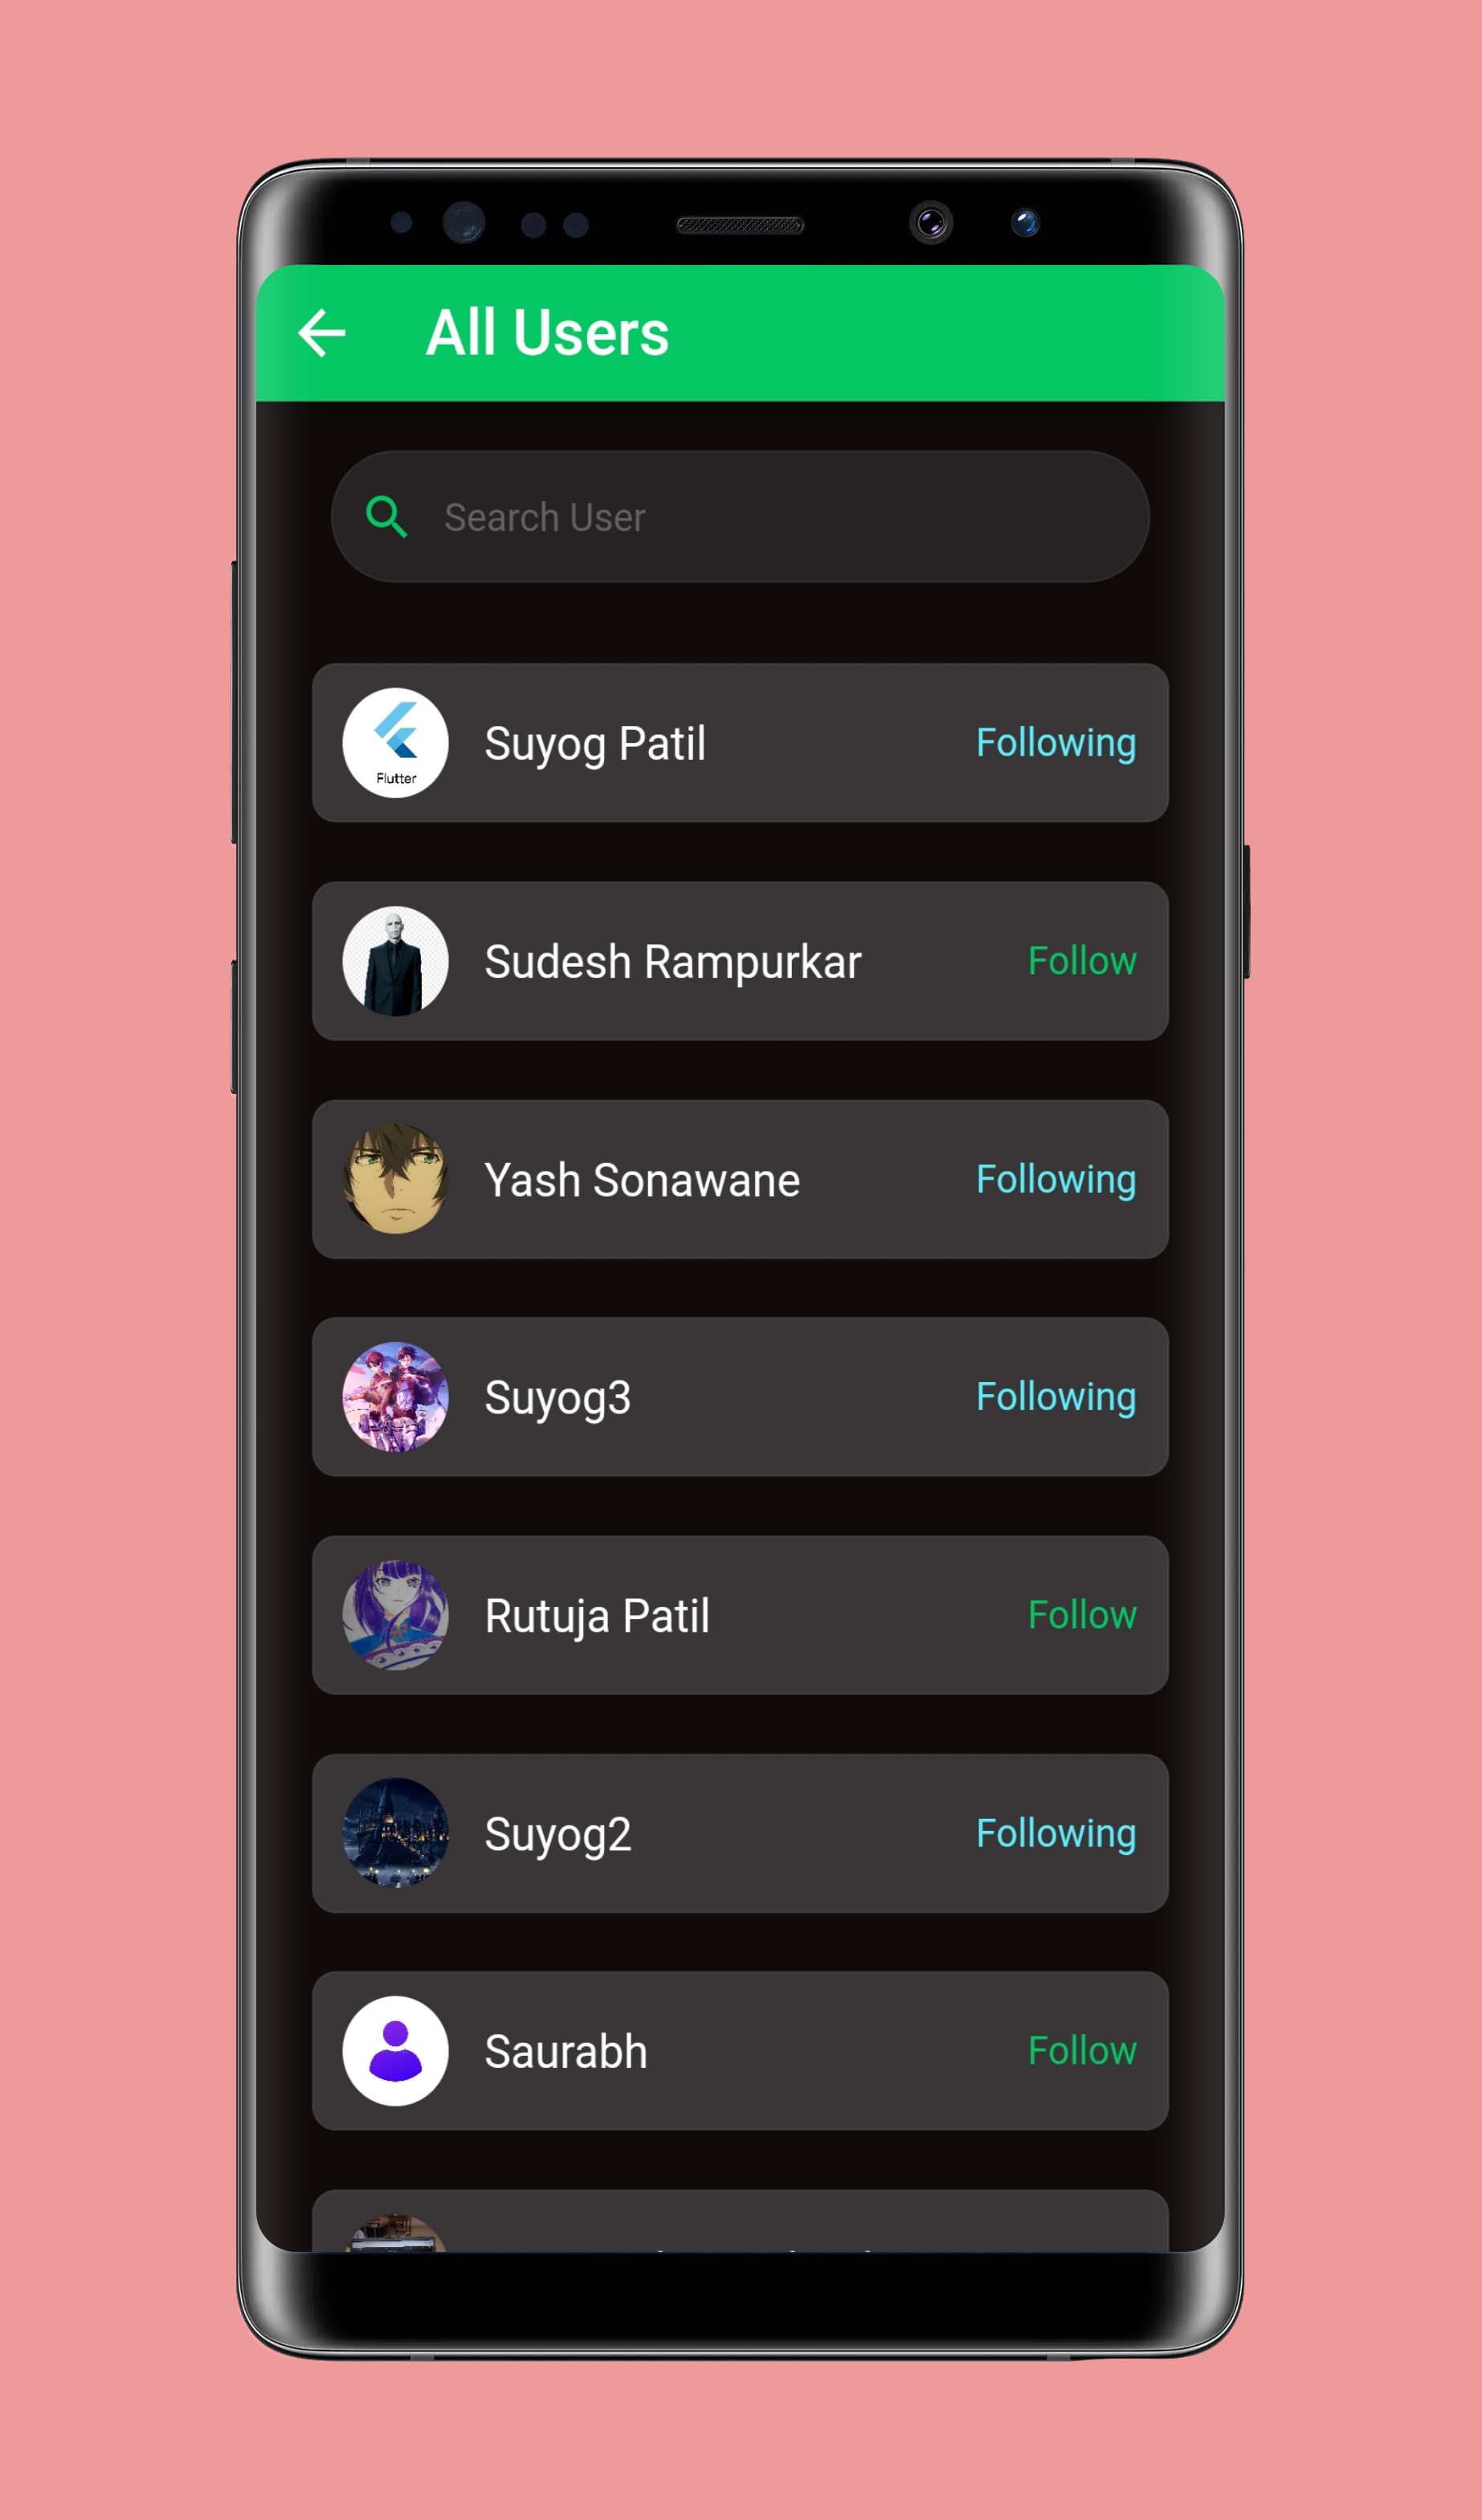 All Users
Search User
Flutter
Suyog Patil
Following
Sudesh Rampurkar
Follow
Yash Sonawane
Following
Suyog3
Following
Rutuja Patil
Follow
Suyog2
Following
Saurabh
Follow